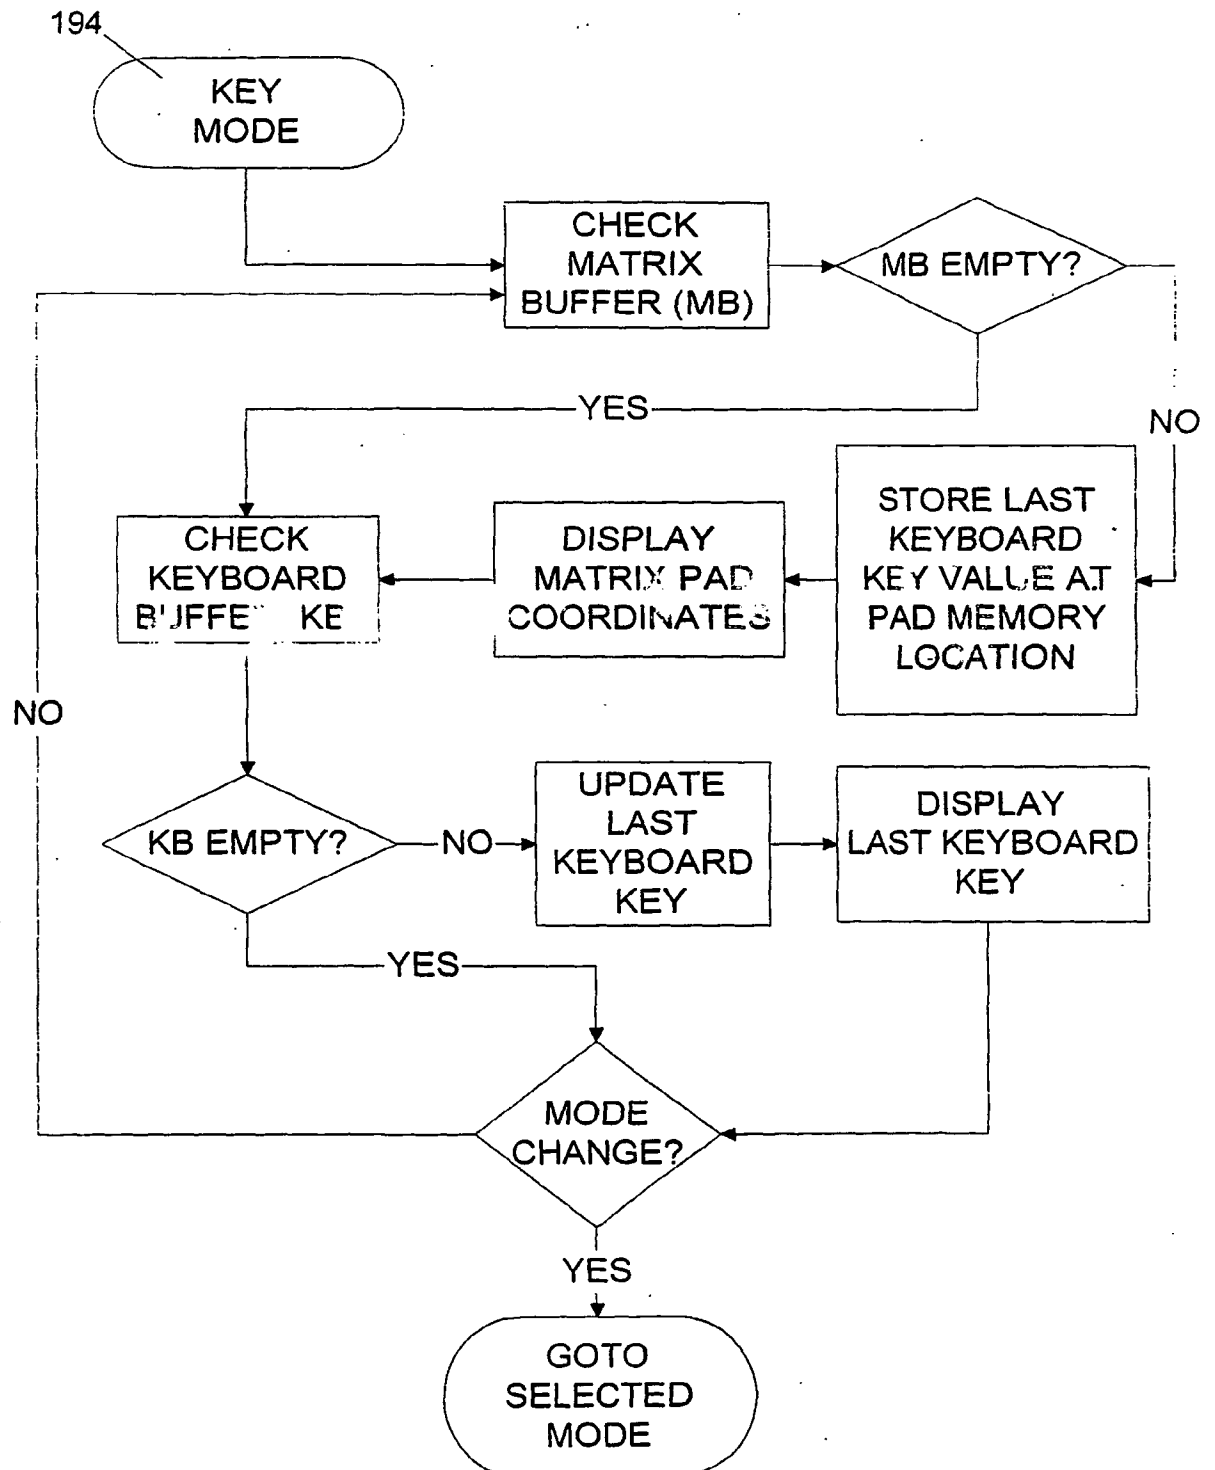 194
KEY
MODE
CHECK
MATRIX
BUFFER (MB)
MB EMPTY?
YES
NO
STORE LAST
KEYBOARD
KEY VALUE AT
PAD MEMORY
LOCATION
DISPLAY
MATRIX PAD
COORDINATES
CHECK
KEYBOARD
NO
KB EMPTY?
NO
UPDATE
LAST
KEYBOARD
KEY
DISPLAY
LAST KEYBOARD
KEY
YES
MODE
CHANGE?
YES
GOTO
SELECTED
MODE